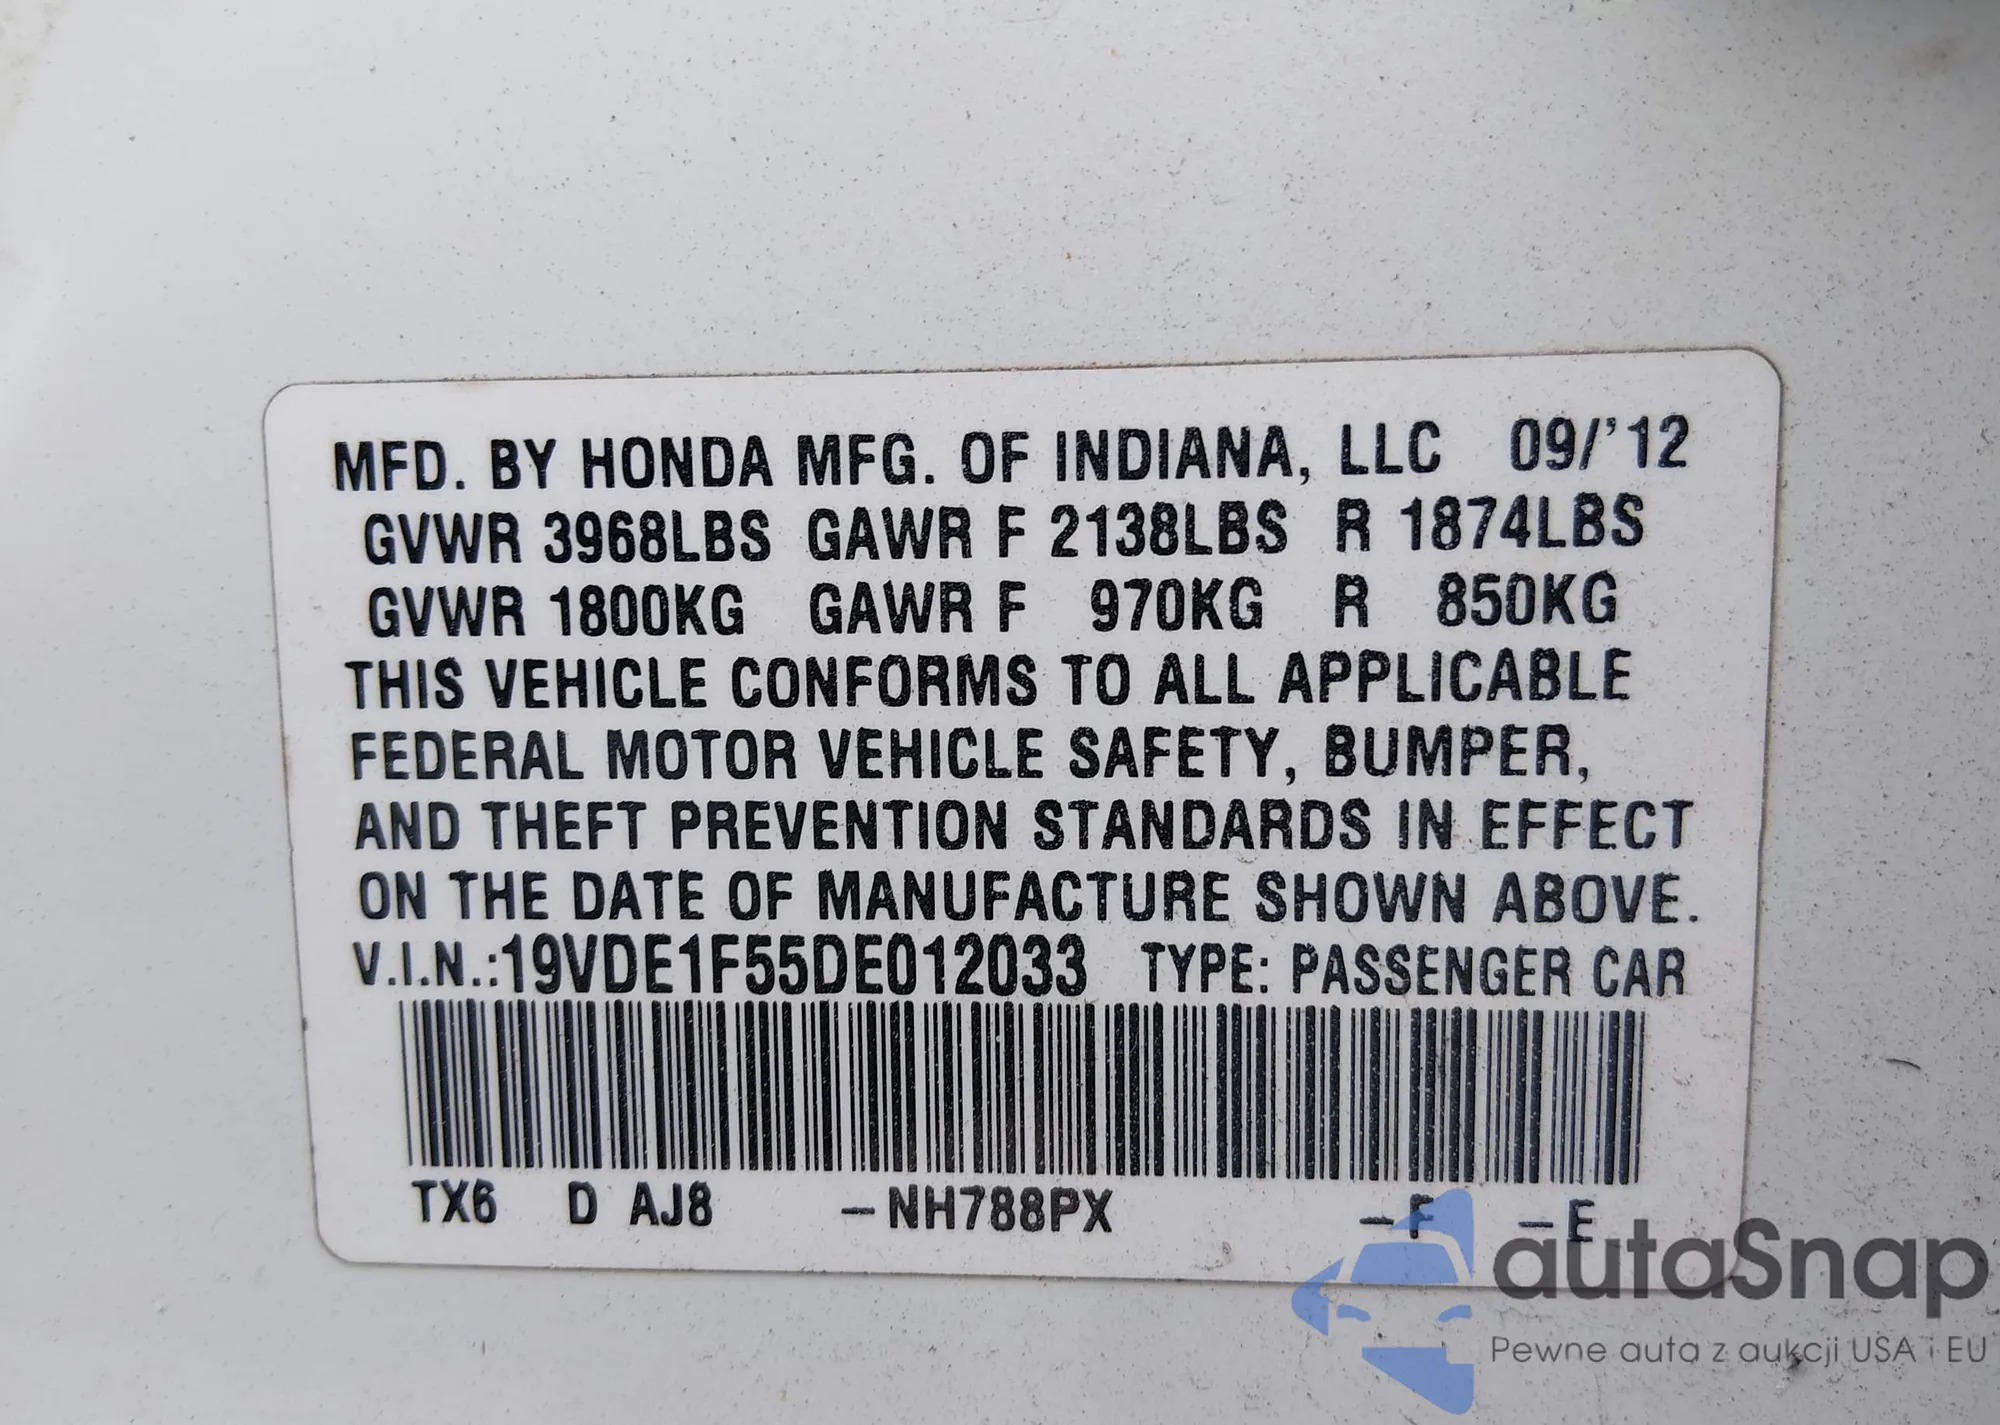 MFD. BY HONDA MFG. OF INDIANA, LLC 09/'12
GVWR 3968LBS GAWR F 2138LBS R 1874LBS
GVWR 1800KG GAWR F 970KG R 850KG
THIS VEHICLE CONFORMS TO ALL APPLICABLE
FEDERAL MOTOR VEHICLE SAFETY, BUMPER,
AND THEFT PREVENTION STANDARDS IN EFFECT
ON THE DATE OF MANUFACTURE SHOWN ABOVE.
V.I.N.:19VDE1F55DE012033 TYPE: PASSENGER CAR
TX6 D AJ8 -NH788PX -F -E
autaSnap
Pewne auta z aukcji USA i EU